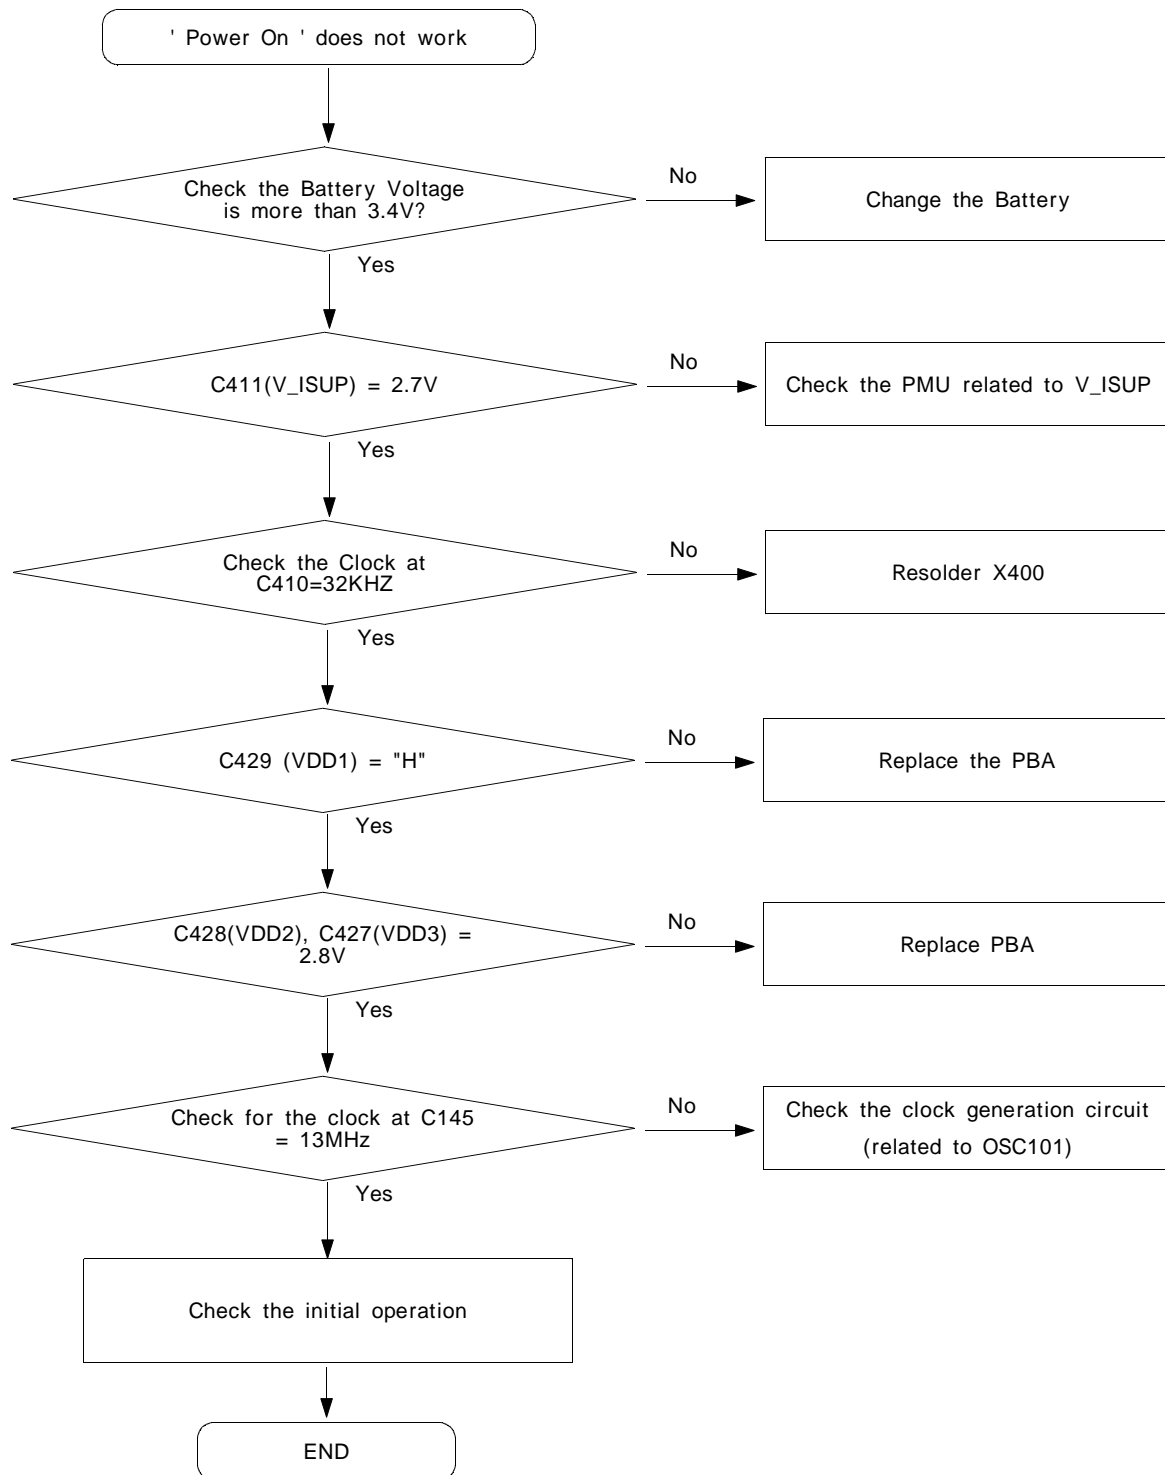 ' Power On ' does not work
Check the Battery Voltage
is more than 3.4V?
No
Change the Battery
Yes
C411(V_ISUP) = 2.7V
No
Check the PMU related to V_ISUP
Yes
Check the Clock at
C410=32KHZ
No
Resolder X400
Yes
C429 (VDD1) = "H"
No
Replace the PBA
Yes
C428(VDD2), C427(VDD3) =
2.8V
No
Replace PBA
Yes
Check for the clock at C145
= 13MHz
No
Check the clock generation circuit
(related to OSC101)
Yes
Check the initial operation
END